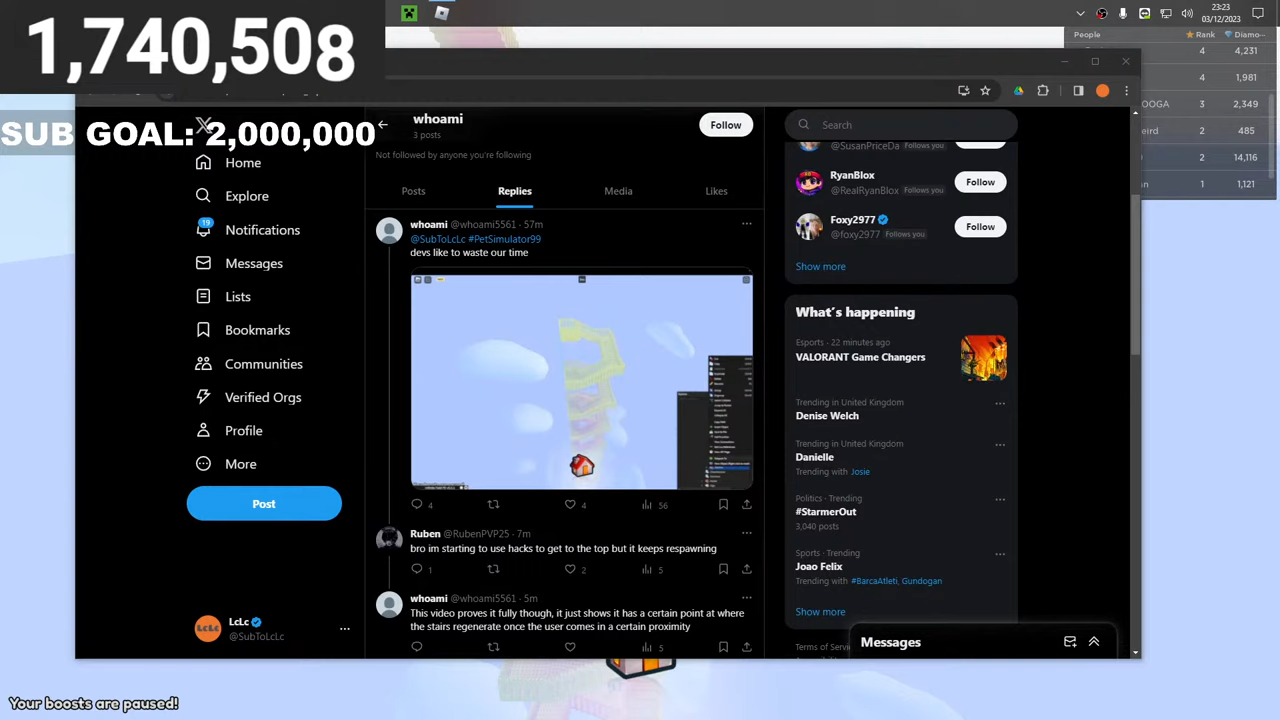 1,740,508
SUB GOAL: 2,000,000
23:23
03/12/2023
People
Rank
Diamo...
4
4,231
4
1,981
OOGA
3
2,349
eird
2
485
2
14,116
1
1,121
Home
Explore
19
Notifications
Messages
Lists
Bookmarks
Communities
Verified Orgs
Profile
More
Post
LcLc
@SubToLcLc
whoami
3 posts
Follow
Not followed by anyone you're following
Posts
Replies
Media
Likes
whoami @whoami5561 · 57m
@SubToLcLc #PetSimulator99
devs like to waste our time
4
4
56
Ruben @RubenPVP25 · 7m
bro im starting to use hacks to get to the top but it keeps respawning
1
2
5
whoami @whoami5561 · 5m
This video proves it fully though, it just shows it has a certain point at where
the stairs regenerate once the user comes in a certain proximity
5
Search
@SusanPriceDa Follows you
RyanBlox
@RealRyanBlox Follows you
Follow
Foxy2977
@foxy2977 Follows you
Follow
Show more
What's happening
Esports · 22 minutes ago
VALORANT Game Changers
Trending in United Kingdom
Denise Welch
Trending in United Kingdom
Danielle
Trending with Josie
Politics · Trending
#StarmerOut
3,040 posts
Sports · Trending
Joao Felix
Trending with #BarcaAtleti, Gundogan
Show more
Terms of Servi
Messages
Your boosts are paused!